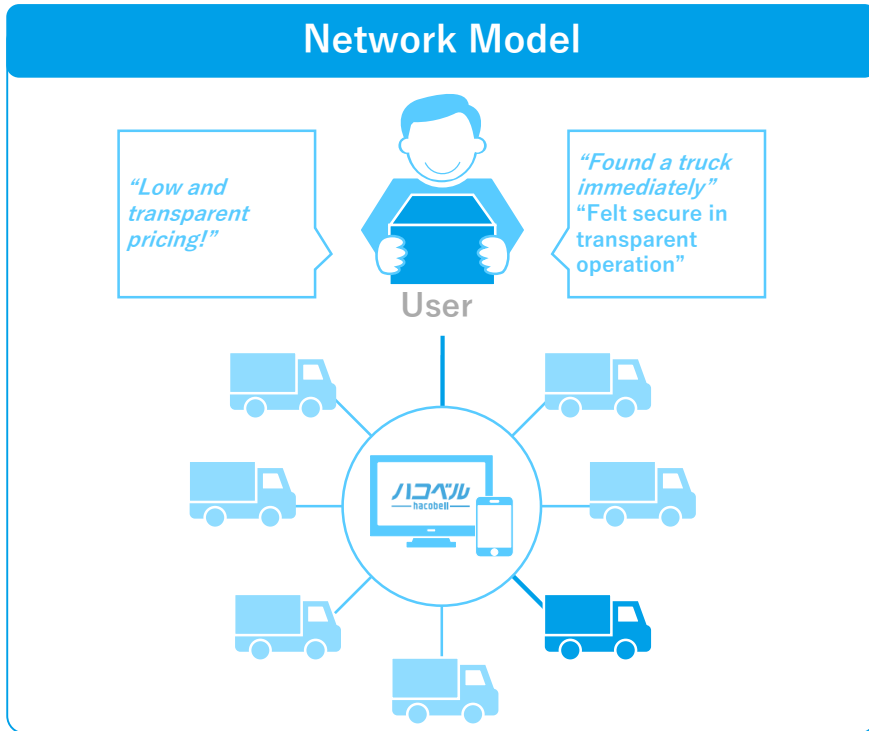 Network Model
“Low and
transparent
pricing!”
“Found a truck
immediately”
“Felt secure in
transparent
operation”
User
ハコベル
hacobell